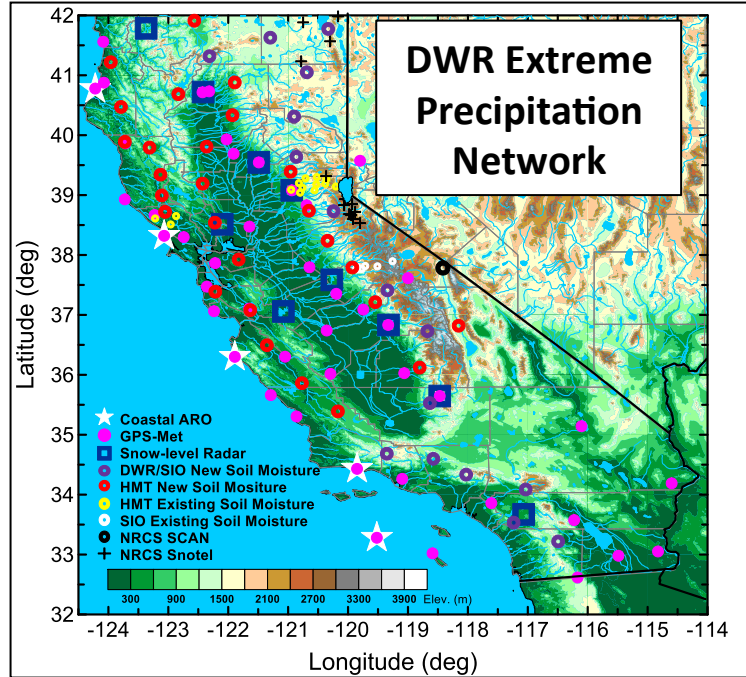 DWR Extreme
Precipitation
Network
42
41
40
39
38
37
36
35
34
33
32
Latitude (deg)
Coastal ARO
GPS-Met
Snow-level Radar
DWR/SIO New Soil Moisture
HMT New Soil Mositure
HMT Existing Soil Moisture
SIO Existing Soil Moisture
NRCS SCAN
NRCS Snotel
300 900 1500 2100 2700 3300 3900 Elev. (m)
-124 -123 -122 -121 -120 -119 -118 -117 -116 -115 -114
Longitude (deg)